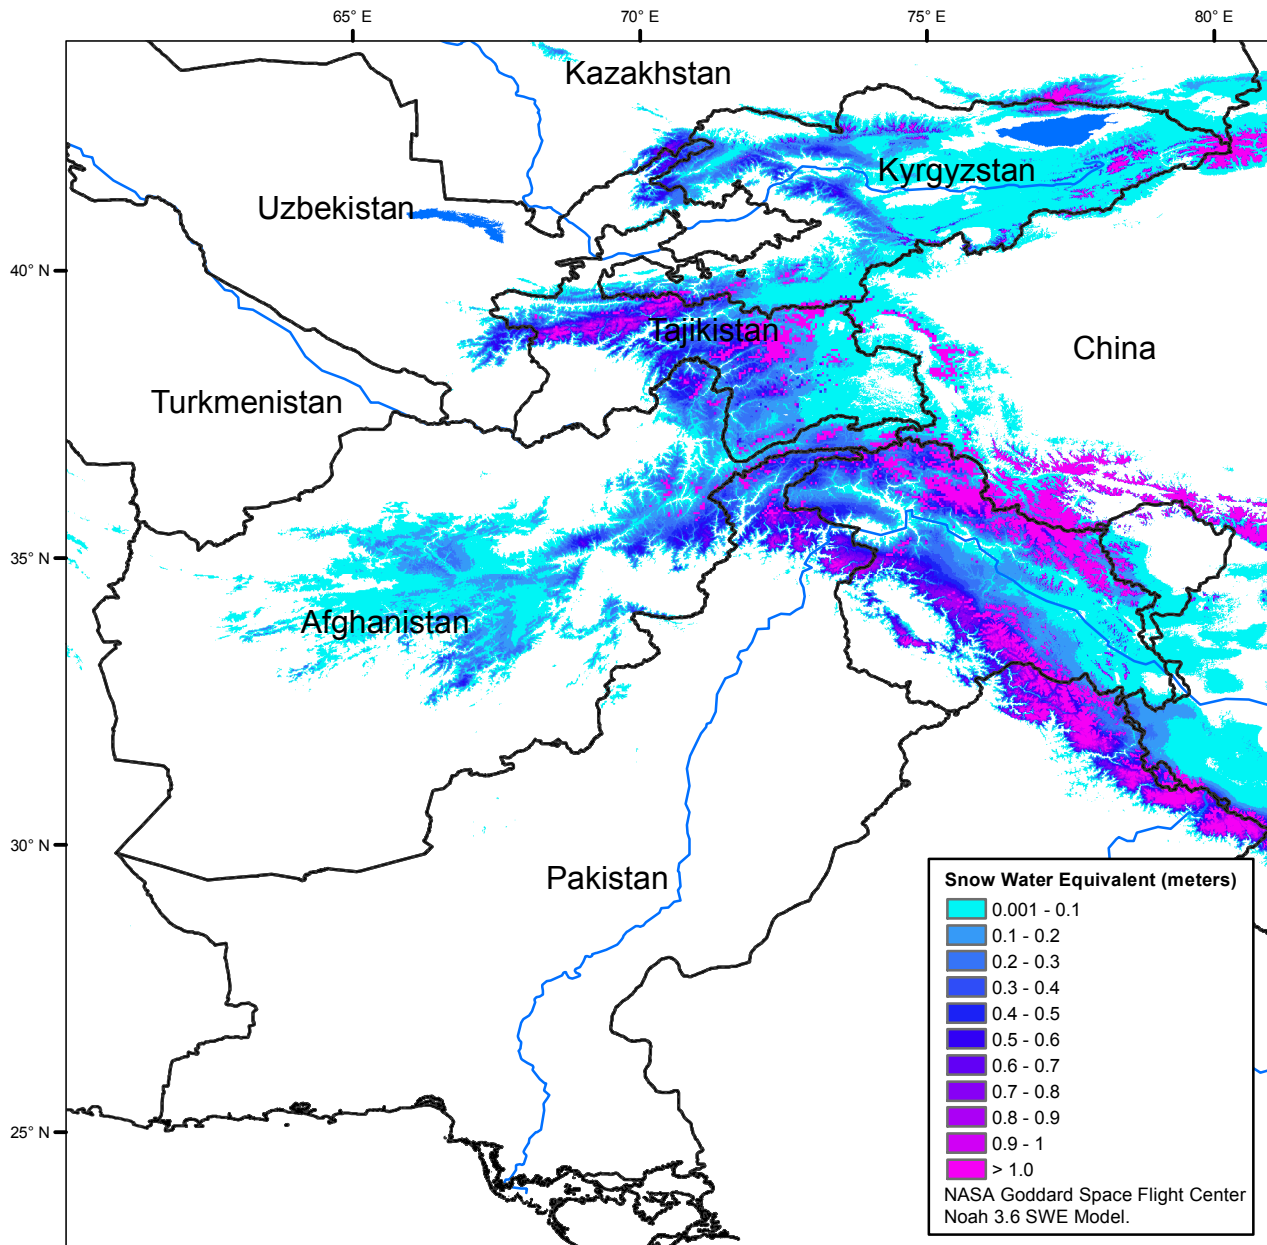 65° E
70° E
75° E
80° E
Kazakhstan
Kyrgyzstan
Uzbekistan
40° N
Tajikistan
China
Turkmenistan
35° N
Afghanistan
30° N
Pakistan
25° N
Snow Water Equivalent (meters)
0.001 - 0.1
0.1 - 0.2
0.2 - 0.3
0.3 - 0.4
0.4 - 0.5
0.5 - 0.6
0.6 - 0.7
0.7 - 0.8
0.8 - 0.9
0.9 - 1
> 1.0
NASA Goddard Space Flight Center
Noah 3.6 SWE Model.